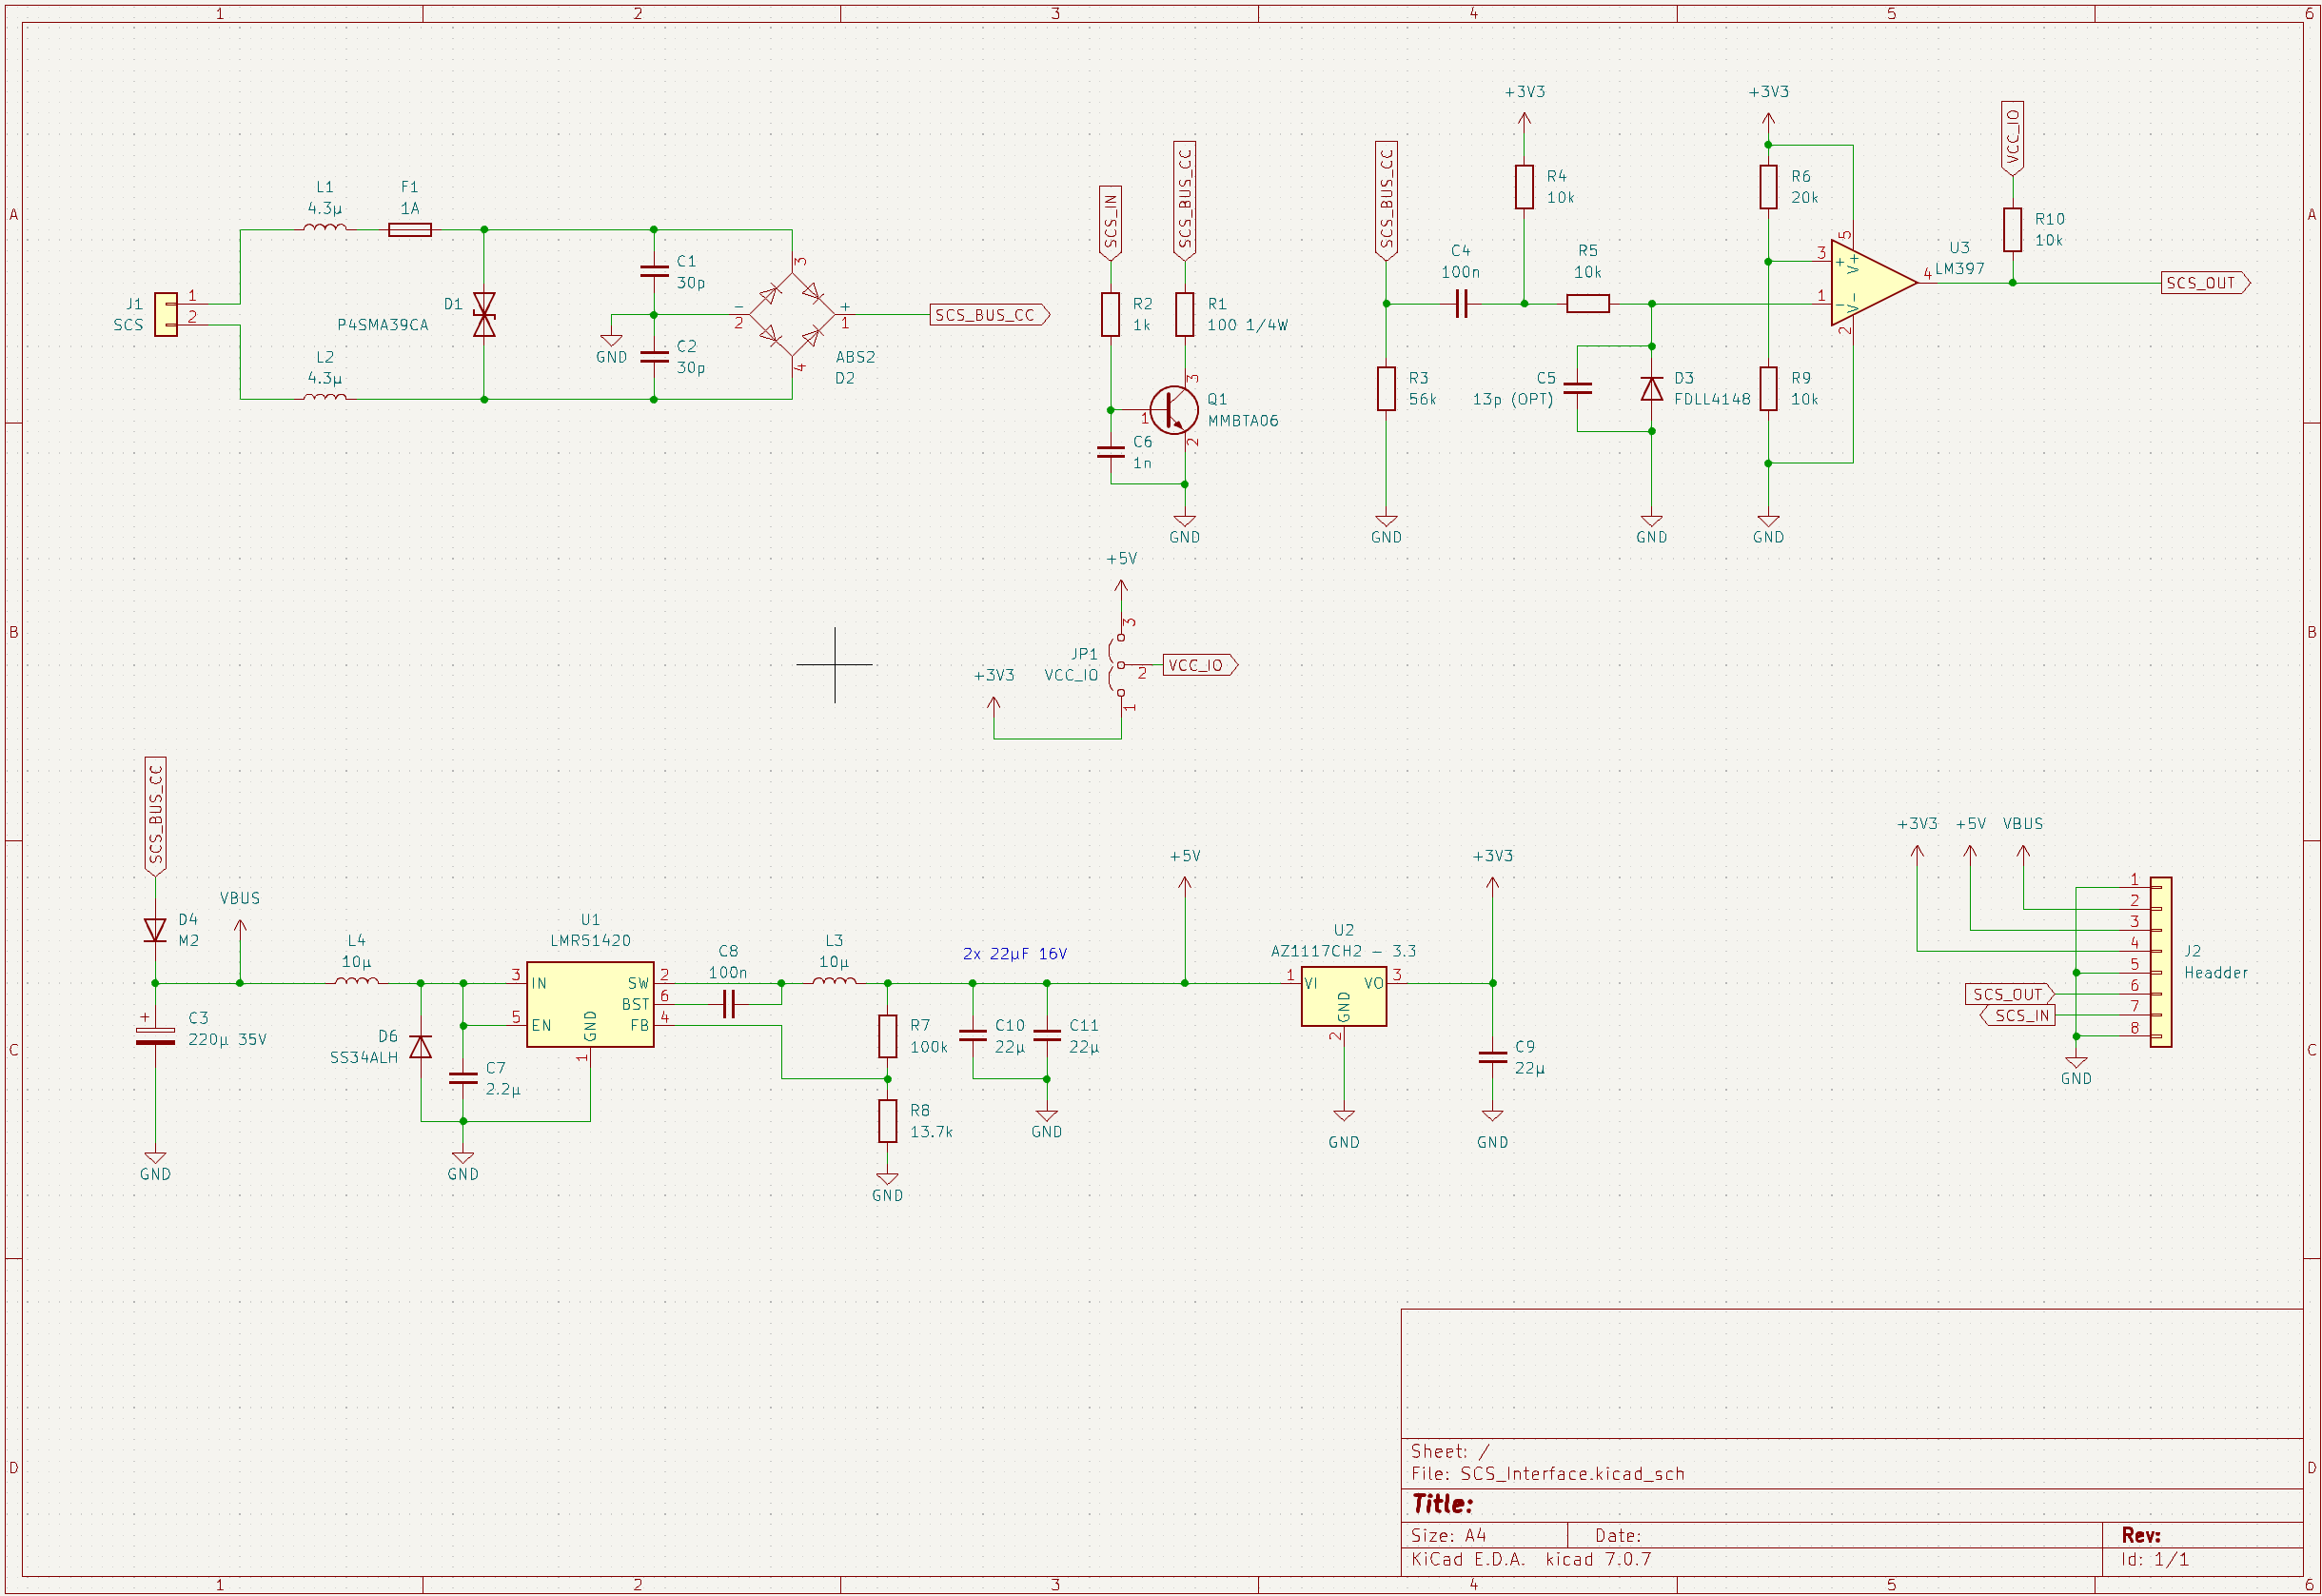 1 2 3 4 5 6
A
B
C
D
L1
4.3µ
F1
1A
J1
SCS
1
2
D1
P4SMA39CA
L2
4.3µ
C1
30p
C2
30p
GND
3
−
2
+
1
4
ABS2
D2
SCS_BUS_CC
SCS_IN
SCS_BUS_CC
R2
1k
R1
100 1/4W
3
Q1
MMBTA06
1
2
C6
1n
GND
SCS_BUS_CC
+3V3
R4
10k
C4
100n
R5
10k
R3
56k
C5
13p (OPT)
D3
FDLL4148
GND
GND
+3V3
R6
20k
R9
10k
GND
5
3
+
V+
1
−
V−
2
4
U3
LM397
VCC_IO
R10
10k
SCS_OUT
+5V
3
JP1
VCC_IO
2
VCC_IO
1
+3V3
SCS_BUS_CC
D4
M2
VBUS
+
C3
220µ 35V
GND
L4
10µ
D6
SS34ALH
C7
2.2µ
GND
U1
LMR51420
3 IN
5 EN
GND
1
SW 2
BST 6
FB 4
C8
100n
L3
10µ
R7
100k
R8
13.7k
GND
2x 22µF 16V
C10
22µ
C11
22µ
GND
+5V
U2
AZ1117CH2 − 3.3
1 VI
VO 3
GND
2
GND
+3V3
C9
22µ
GND
+3V3 +5V VBUS
1
2
3
4
5
6
7
8
J2
Headder
SCS_OUT
SCS_IN
GND
Sheet: /
File: SCS_Interface.kicad_sch
Title:
Size: A4 Date: Rev:
KiCad E.D.A. kicad 7.0.7 Id: 1/1
A
B
C
D
1 2 3 4 5 6